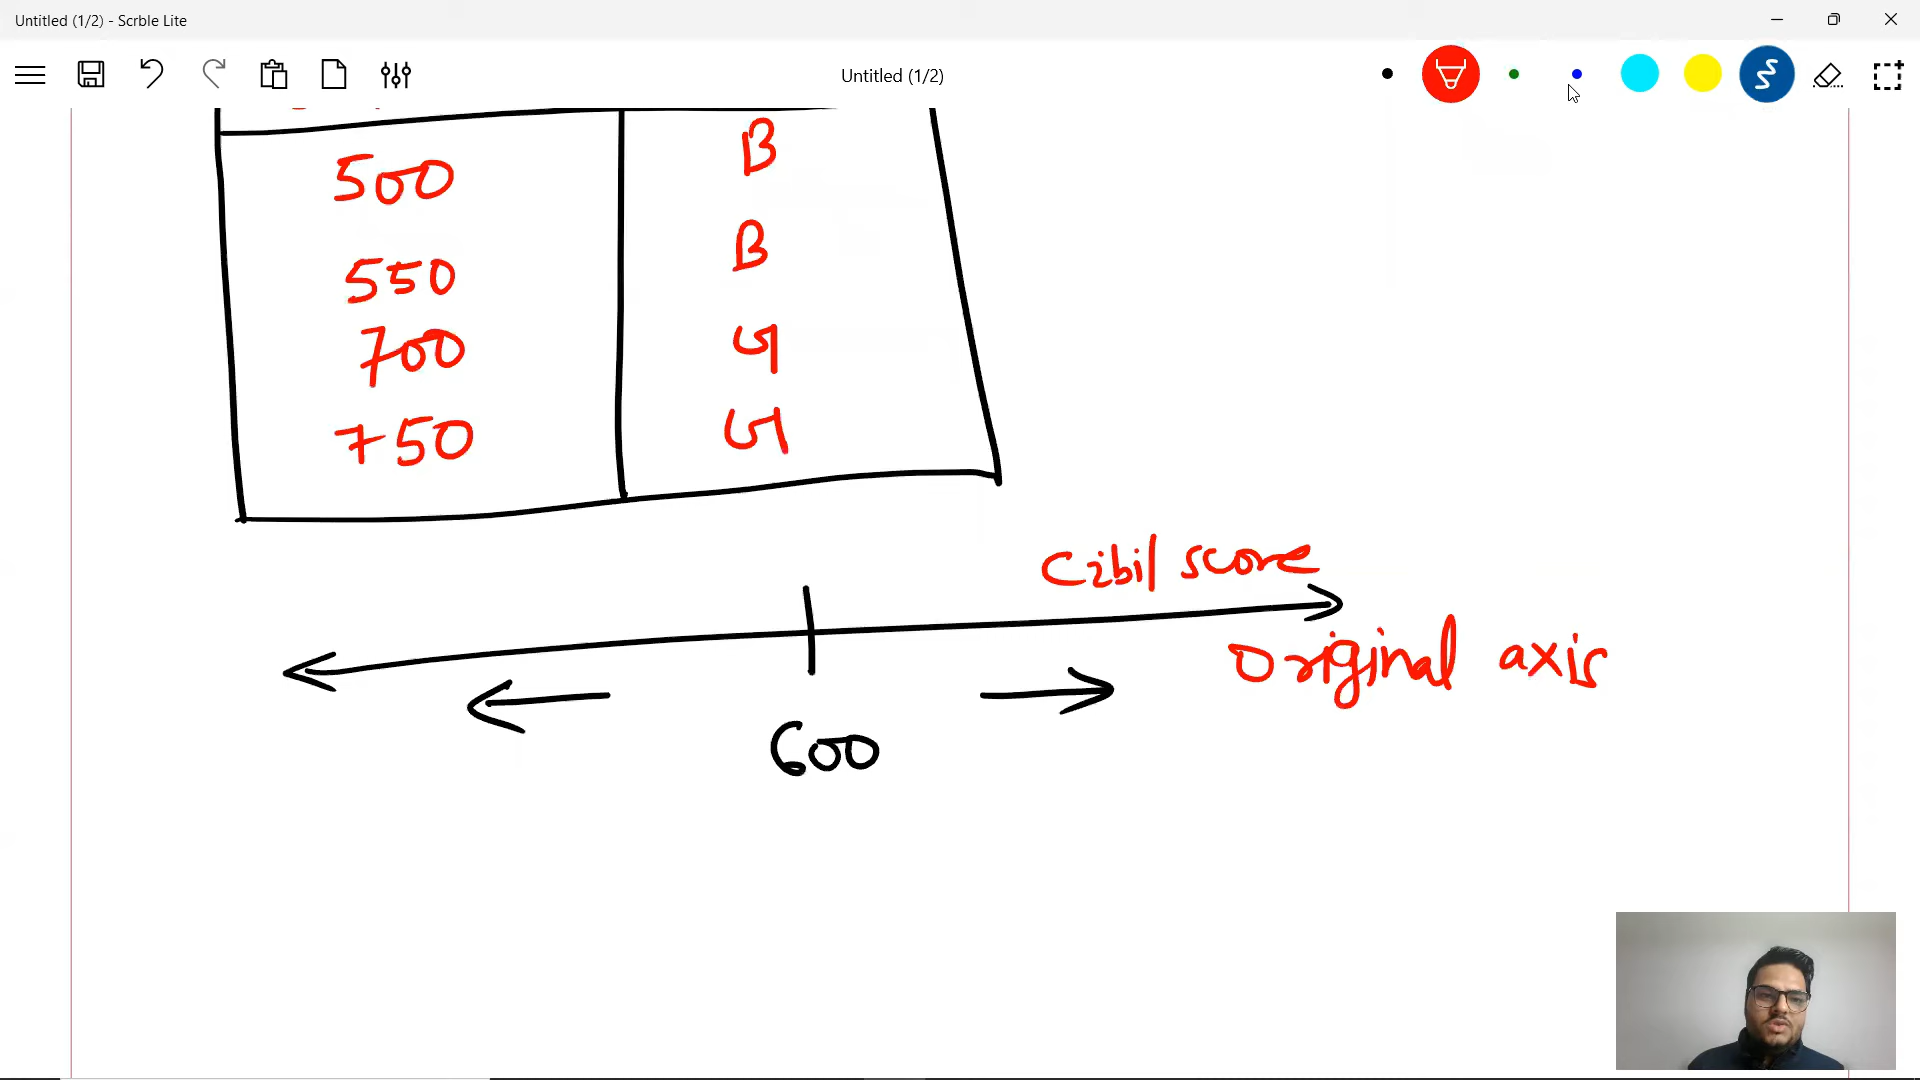 Untitled (1/2) - Scrble Lite
Untitled (1/2)
500 B
550 B
700 G
750 G
Cibil score
Original axis
600